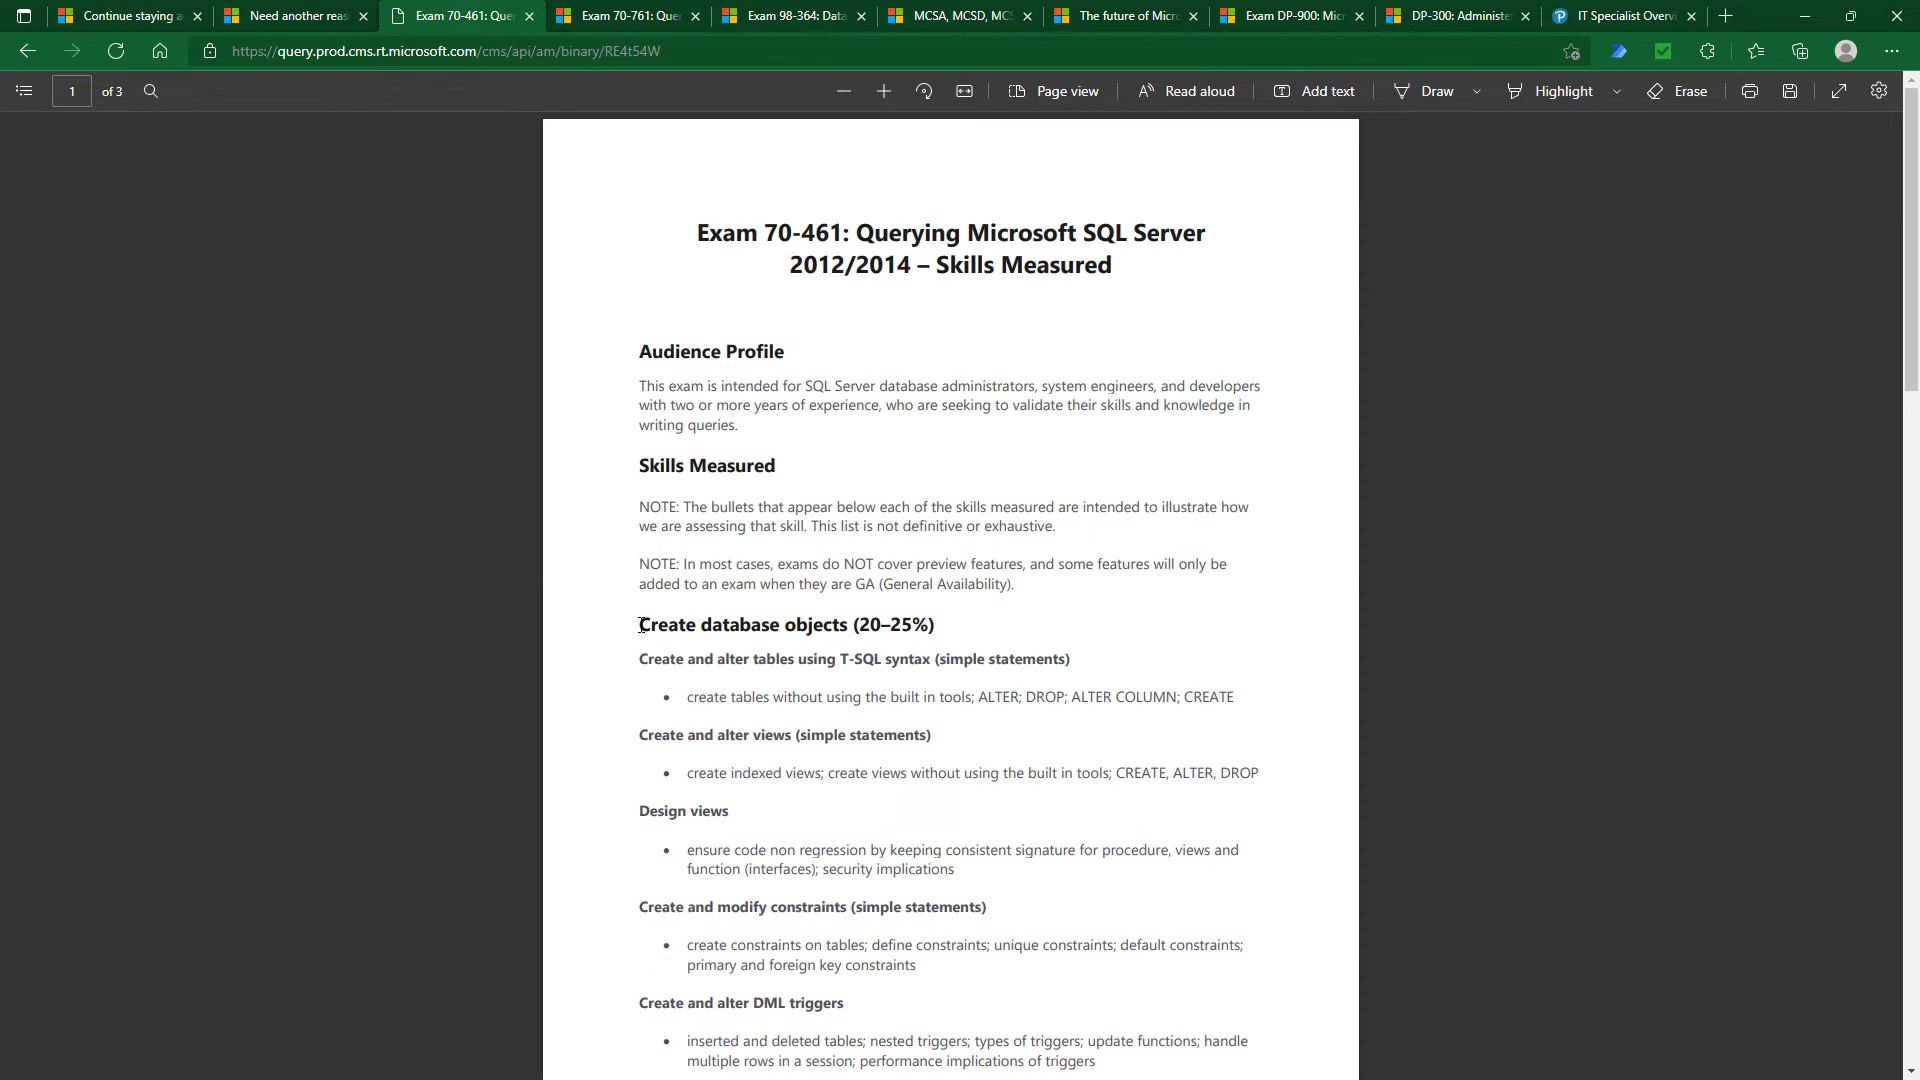 Continue staying a
Need another reas
Exam 70-461: Que
Exam 70-761: Que
Exam 98-364: Data
MCSA, MCSD, MCS
The future of Micro
Exam DP-900: Micr
DP-300: Administe
IT Specialist Overvi
https://query.prod.cms.rt.microsoft.com/cms/api/am/binary/RE4t54W
1 of 3
Page view
Read aloud
Add text
Draw
Highlight
Erase
Exam 70-461: Querying Microsoft SQL Server
2012/2014 – Skills Measured
Audience Profile
This exam is intended for SQL Server database administrators, system engineers, and developers
with two or more years of experience, who are seeking to validate their skills and knowledge in
writing queries.
Skills Measured
NOTE: The bullets that appear below each of the skills measured are intended to illustrate how
we are assessing that skill. This list is not definitive or exhaustive.
NOTE: In most cases, exams do NOT cover preview features, and some features will only be
added to an exam when they are GA (General Availability).
Create database objects (20–25%)
Create and alter tables using T-SQL syntax (simple statements)
• create tables without using the built in tools; ALTER; DROP; ALTER COLUMN; CREATE
Create and alter views (simple statements)
• create indexed views; create views without using the built in tools; CREATE, ALTER, DROP
Design views
• ensure code non regression by keeping consistent signature for procedure, views and
function (interfaces); security implications
Create and modify constraints (simple statements)
• create constraints on tables; define constraints; unique constraints; default constraints;
primary and foreign key constraints
Create and alter DML triggers
• inserted and deleted tables; nested triggers; types of triggers; update functions; handle
multiple rows in a session; performance implications of triggers